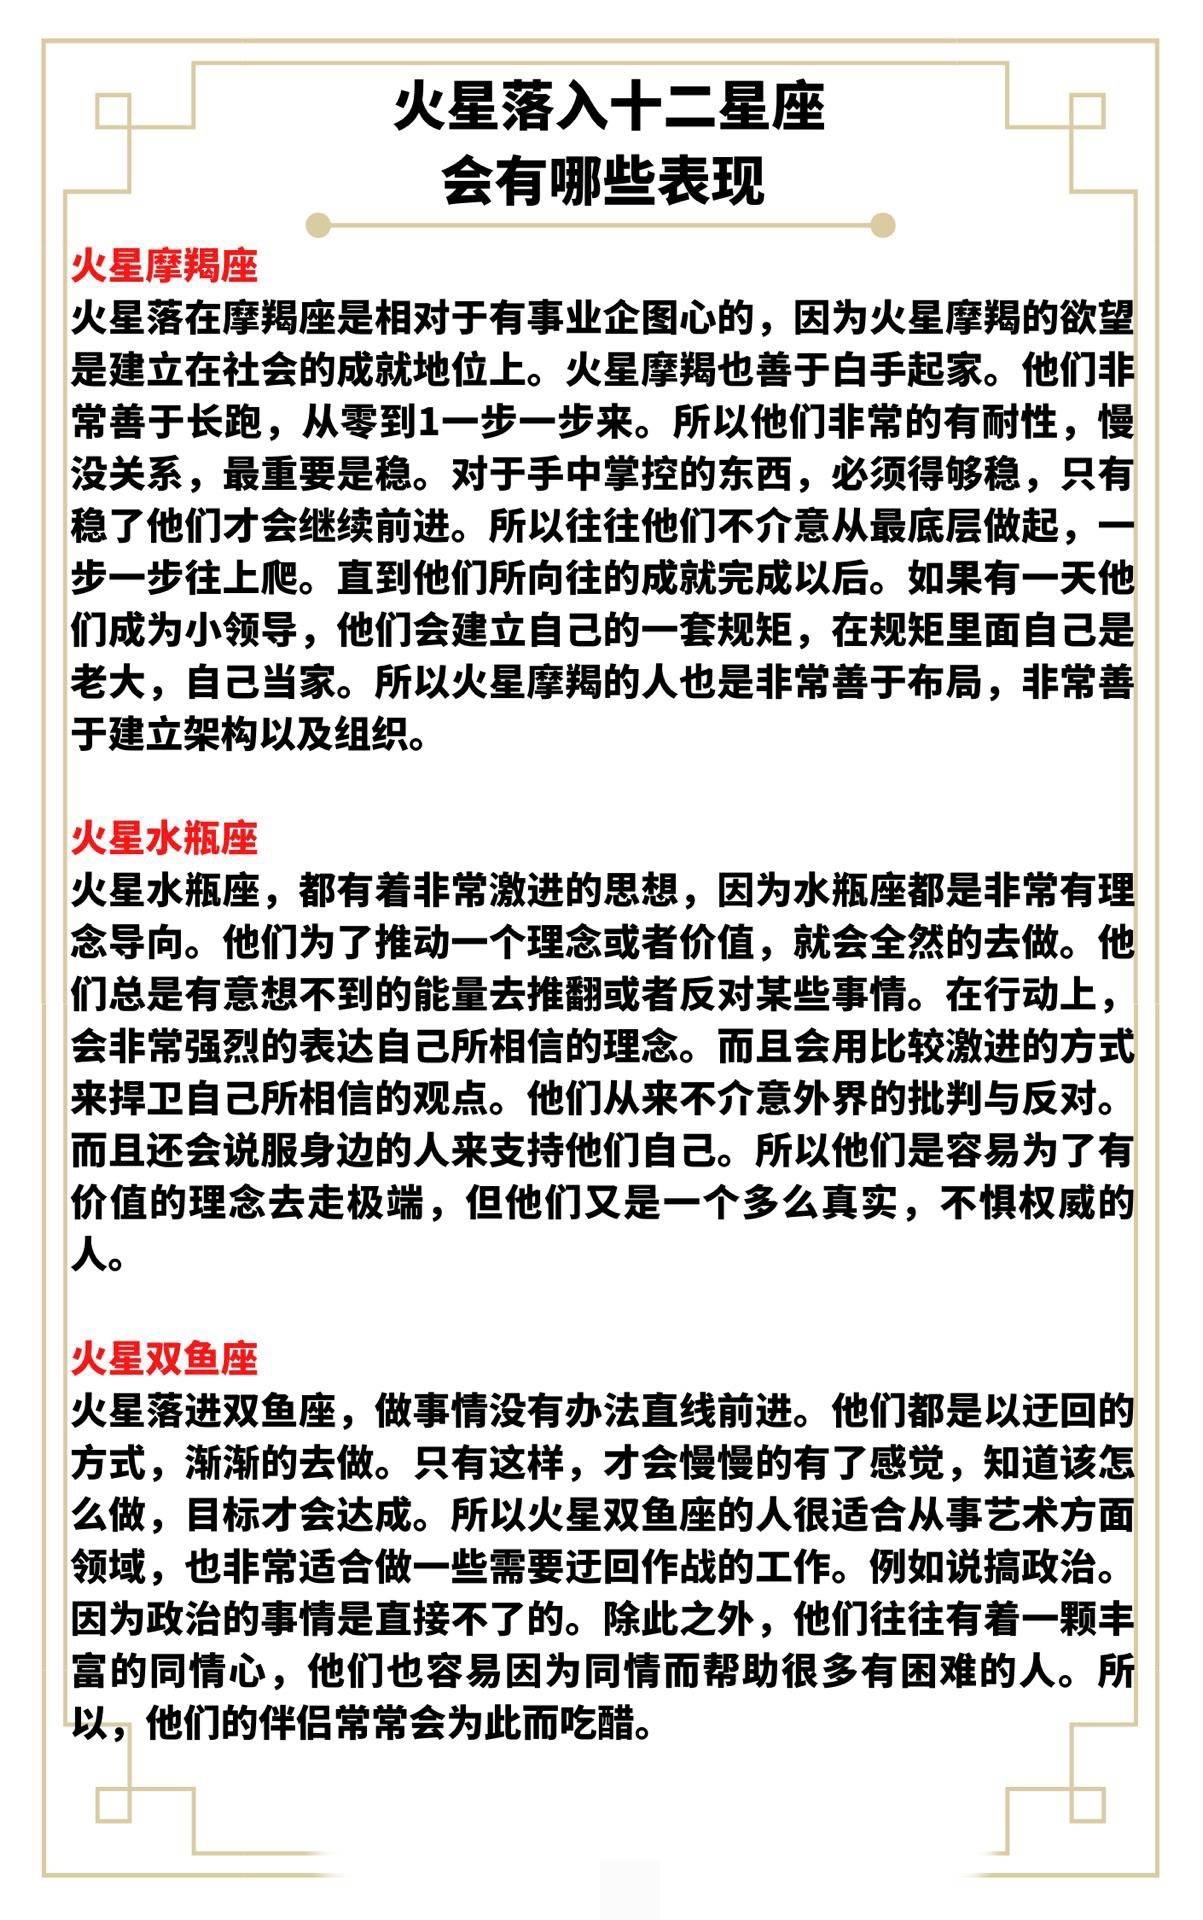 火星落入十二星座
会有哪些表现
火星摩羯座
火星落在摩羯座是相对于有事业企图心的，因为火星摩羯的欲望
是建立在社会的成就地位上。火星摩羯也善于白手起家。他们非
常善于长跑，从零到1一步一步来。所以他们非常的有耐性，慢
没关系，最重要是稳。对于手中掌控的东西，必须得够稳，只有
稳了他们才会继续前进。所以往往他们不介意从最底层做起，一
步一步往上爬。直到他们所向往的成就完成以后。如果有一天他
们成为小领导，他们会建立自己的一套规矩，在规矩里面自己是
老大，自己当家。所以火星摩羯的人也是非常善于布局，非常善
于建立架构以及组织。
火星水瓶座
火星水瓶座，都有着非常激进的思想，因为水瓶座都是非常有理
念导向。他们为了推动一个理念或者价值，就会全然的去做。他
们总是有意想不到的能量去推翻或者反对某些事情。在行动上，
会非常强烈的表达自己所相信的理念。而且会用比较激进的方式
来捍卫自己所相信的观点。他们从来不介意外界的批判与反对。
而且还会说服身边的人来支持他们自己。所以他们是容易为了有
价值的理念去走极端，但他们又是一个多么真实，不惧权威的
人。
火星双鱼座
火星落进双鱼座，做事情没有办法直线前进。他们都是以迂回的
方式，渐渐的去做。只有这样，才会慢慢的有了感觉，知道该怎
么做，目标才会达成。所以火星双鱼座的人很适合从事艺术方面
领域，也非常适合做一些需要迂回作战的工作。例如说搞政治。
因为政治的事情是直接不了的。除此之外，他们往往有着一颗丰
富的同情心，他们也容易因为同情而帮助很多有困难的人。所
以，他们的伴侣常常会为此而吃醋。